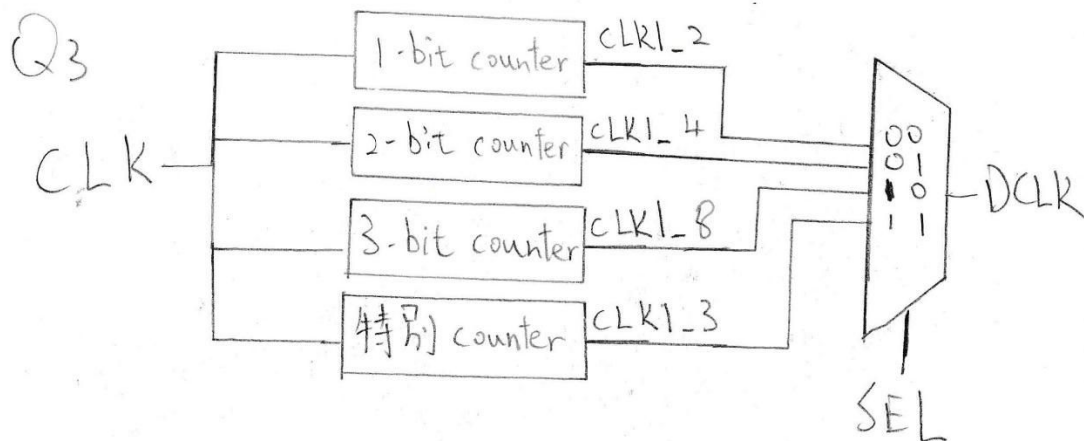 Q3
CLK
1-bit counter
CLK1_2
2-bit counter
CLK1_4
3-bit counter
CLK1_8
特別 counter
CLK1_3
00
01
10
11
DCLK
SEL